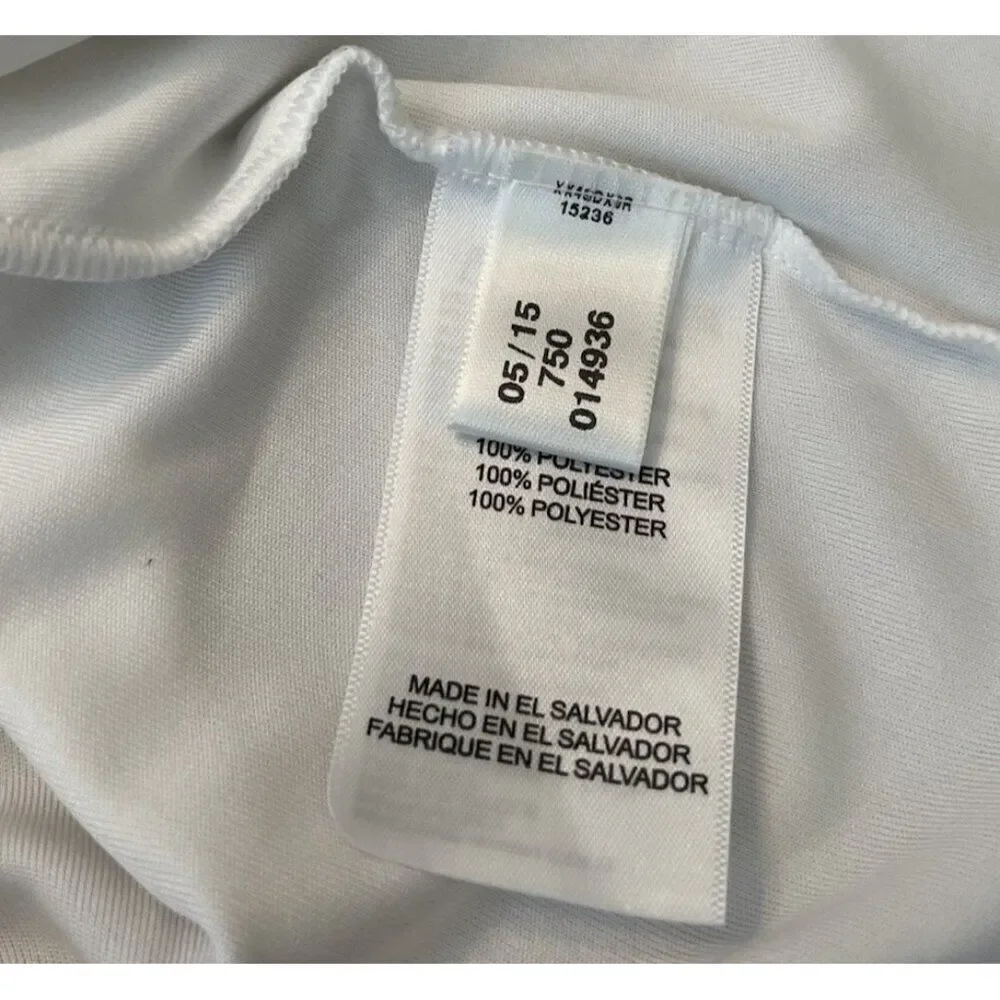 15236
05/15
750
014936
100% POLYESTER
100% POLIÉSTER
100% POLYESTER
MADE IN EL SALVADOR
HECHO EN EL SALVADOR
FABRIQUE EN EL SALVADOR